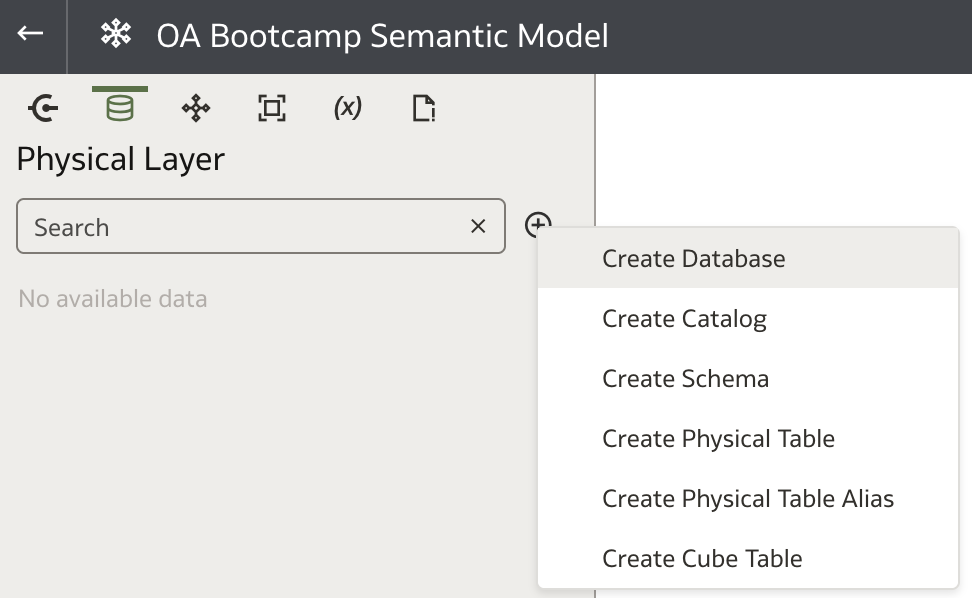 OA Bootcamp Semantic Model
(x)
Physical Layer
Search
No available data
Create Database
Create Catalog
Create Schema
Create Physical Table
Create Physical Table Alias
Create Cube Table